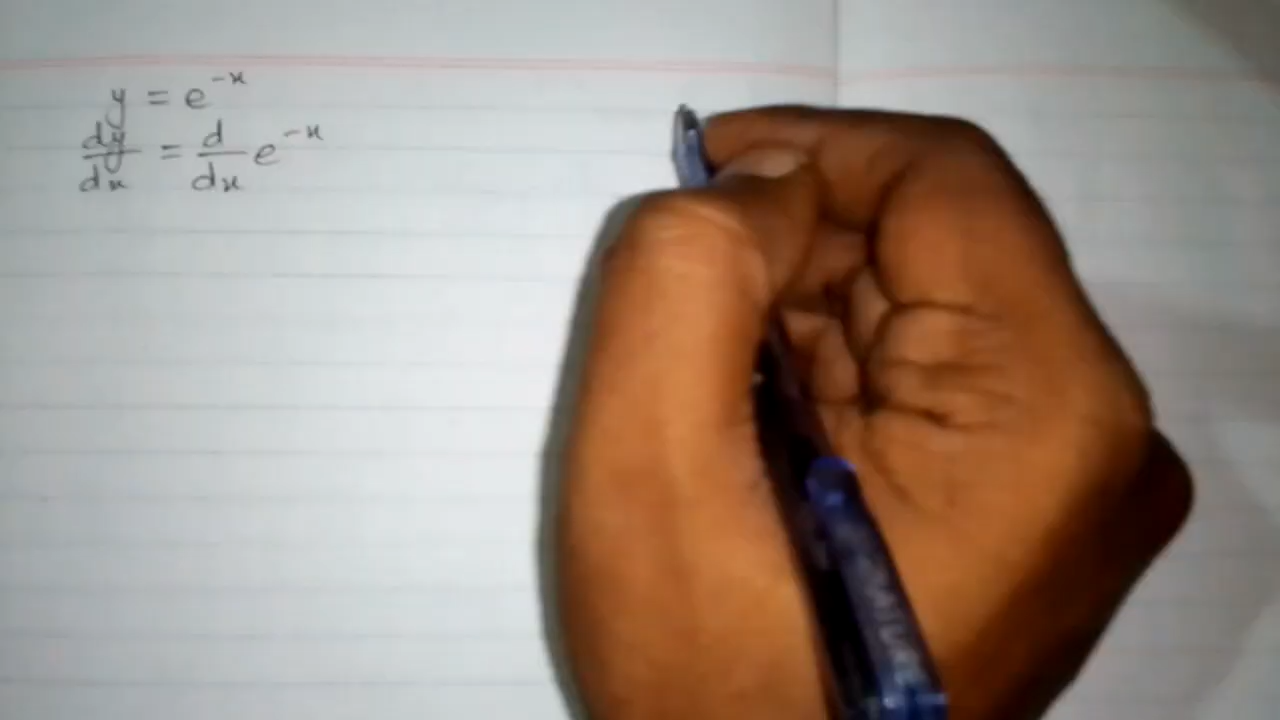 y = e^{-x}
dy/dx = d/dx e^{-x}